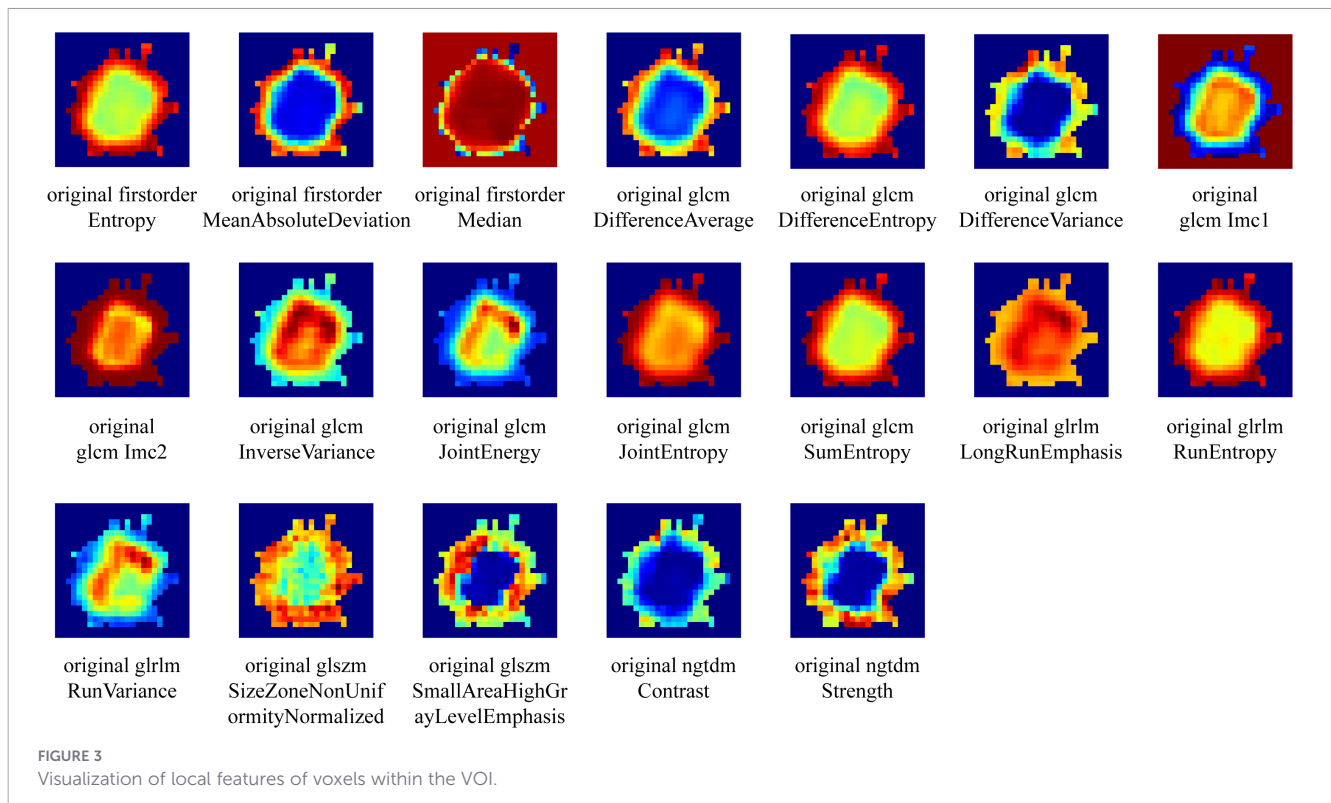 original firstorder
Entropy
original firstorder
MeanAbsoluteDeviation
original firstorder
Median
original glcm
DifferenceAverage
original glcm
DifferenceEntropy
original glcm
DifferenceVariance
original
glcm Imc1
original
glcm Imc2
original glcm
InverseVariance
original glcm
JointEnergy
original glcm
JointEntropy
original glcm
SumEntropy
original glrlm
LongRunEmphasis
original glrlm
RunEntropy
original glrlm
RunVariance
original glszm
SizeZoneNonUnif
ormityNormalized
original glszm
SmallAreaHighGr
ayLevelEmphasis
original ngtdm
Contrast
original ngtdm
Strength
FIGURE 3
Visualization of local features of voxels within the VOI.